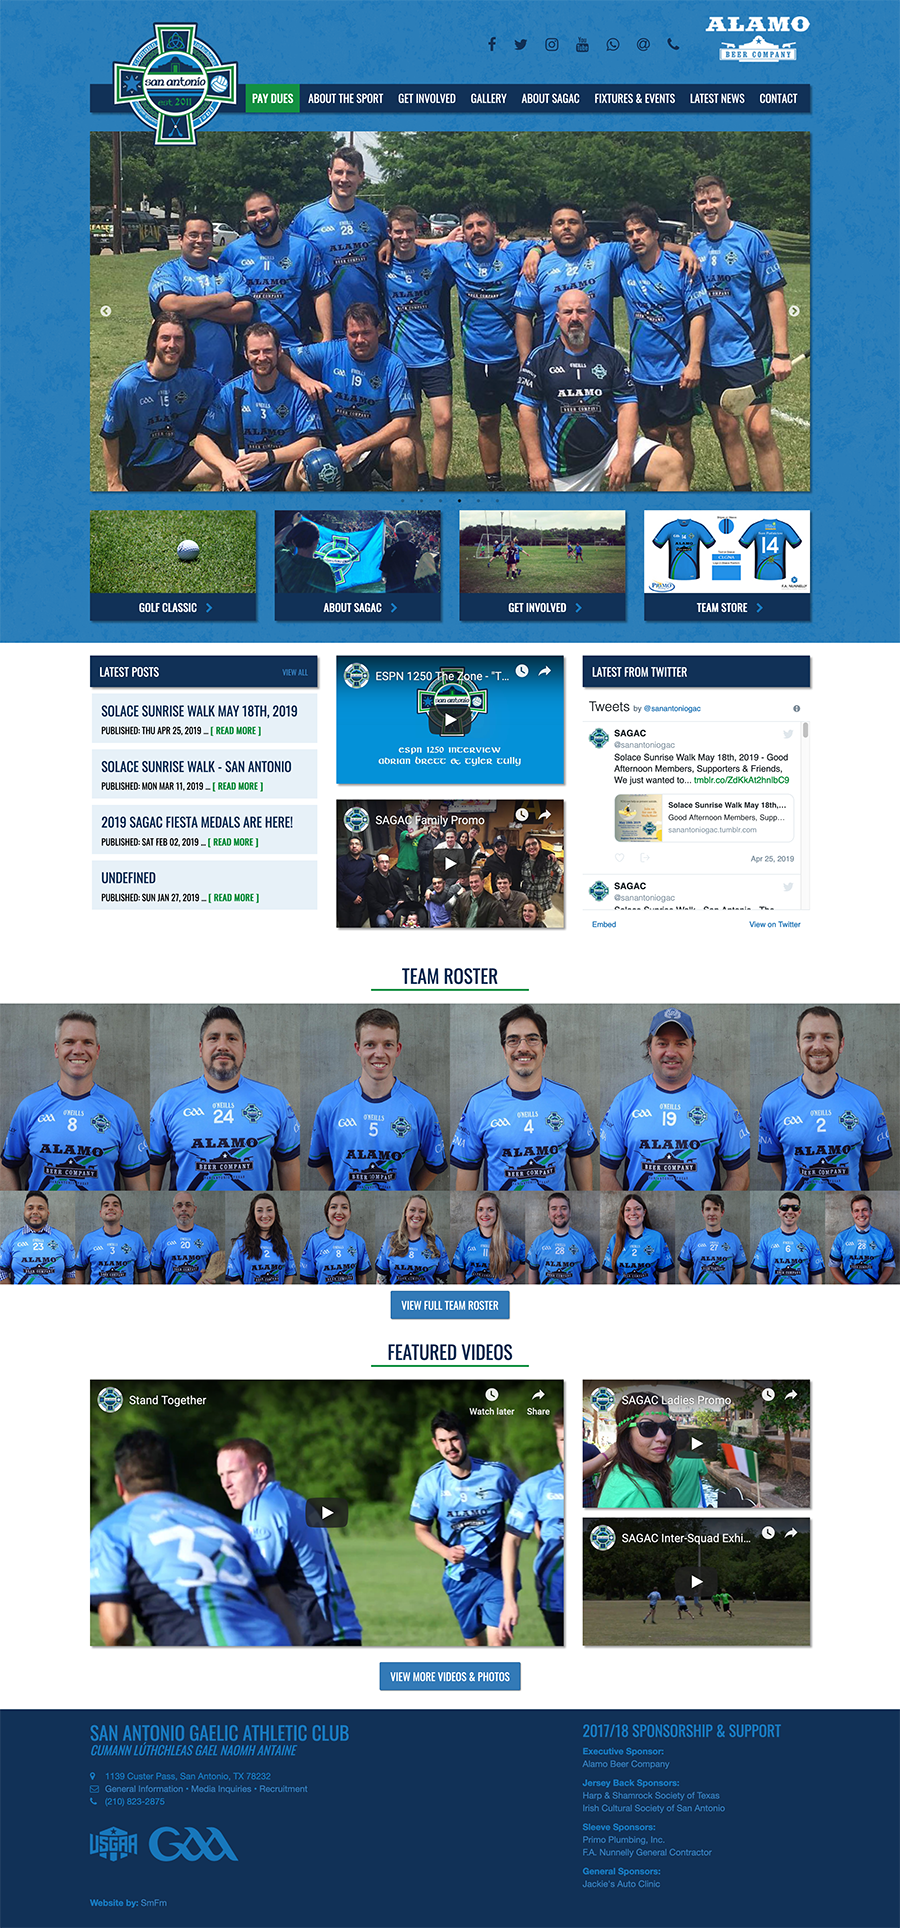 ALAMO
BEER COMPANY
san antonio
est. 2011
PAY DUES
ABOUT THE SPORT
GET INVOLVED
GALLERY
ABOUT SAGAC
FIXTURES & EVENTS
LATEST NEWS
CONTACT
GOLF CLASSIC
ABOUT SAGAC
GET INVOLVED
TEAM STORE
LATEST POSTS
VIEW ALL
SOLACE SUNRISE WALK MAY 18TH, 2019
PUBLISHED: THU APR 25, 2019 ... [ READ MORE ]
SOLACE SUNRISE WALK - SAN ANTONIO
PUBLISHED: MON MAR 11, 2019 ... [ READ MORE ]
2019 SAGAC FIESTA MEDALS ARE HERE!
PUBLISHED: SAT FEB 02, 2019 ... [ READ MORE ]
UNDEFINED
PUBLISHED: SUN JAN 27, 2019 ... [ READ MORE ]
ESPN 1250 The Zone - "T...
san antonio
espn 1250 interview
adrian brett & tyler tully
SAGAC Family Promo
LATEST FROM TWITTER
Tweets by @sanantoniogac
SAGAC
@sanantoniogac
Solace Sunrise Walk May 18th, 2019 - Good
Afternoon Members, Supporters & Friends,
We just wanted to... tmblr.co/ZdKkAt2hnlbC9
Solace Sunrise Walk May 18th,...
Good Afternoon Members, Supp...
sanantoniogac.tumblr.com
Apr 25, 2019
SAGAC
@sanantoniogac
Solace Sunrise Walk - San Antonio - The
Embed
View on Twitter
TEAM ROSTER
VIEW FULL TEAM ROSTER
FEATURED VIDEOS
Stand Together
Watch later
Share
SAGAC Ladies Promo
SAGAC Inter-Squad Exhi...
VIEW MORE VIDEOS & PHOTOS
SAN ANTONIO GAELIC ATHLETIC CLUB
CUMANN LÚTHCHLEAS GAEL NAOMH ANTAINE
1139 Custer Pass, San Antonio, TX 78232
General Information • Media Inquiries • Recruitment
(210) 823-2875
USGAA
GAA
Website by: SmFm
2017/18 SPONSORSHIP & SUPPORT
Executive Sponsor:
Alamo Beer Company
Jersey Back Sponsors:
Harp & Shamrock Society of Texas
Irish Cultural Society of San Antonio
Sleeve Sponsors:
Primo Plumbing, Inc.
F.A. Nunnelly General Contractor
General Sponsors:
Jackie's Auto Clinic